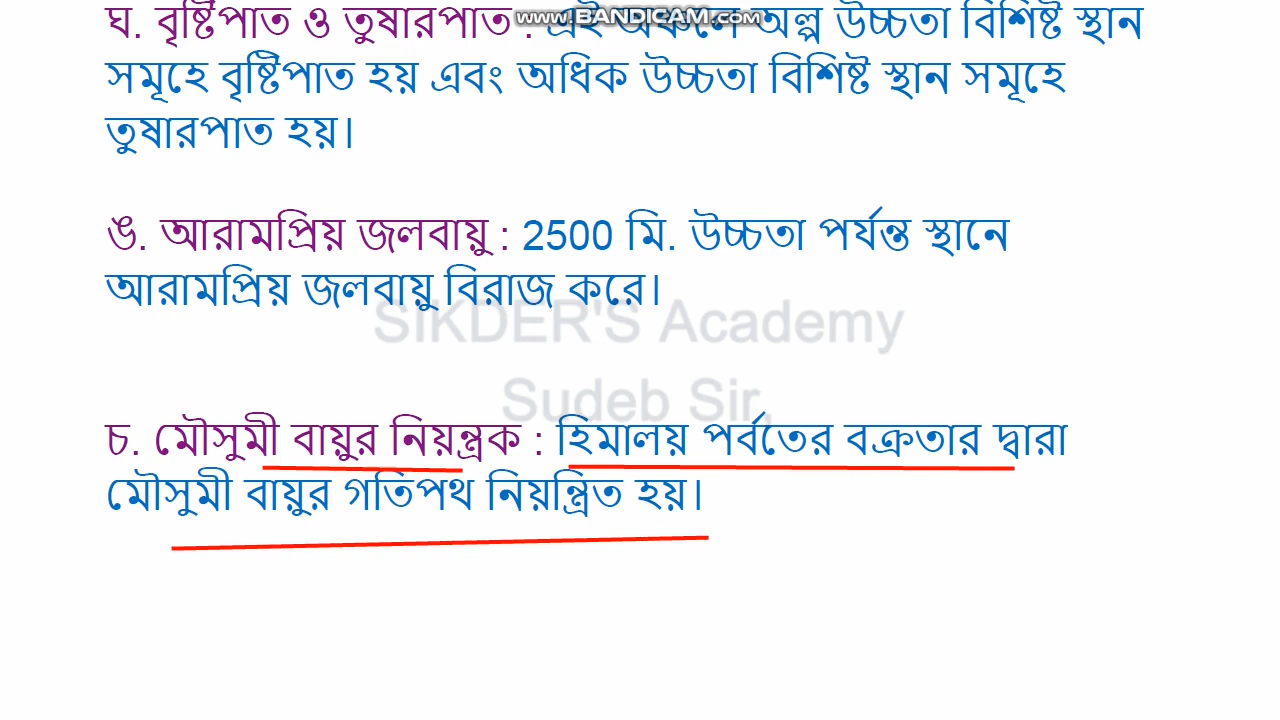 www.BANDICAM.com
ঘ. বৃষ্টিপাত ও তুষারপাত : এই অঞ্চলে অল্প উচ্চতা বিশিষ্ট স্থান
সমূহে বৃষ্টিপাত হয় এবং অধিক উচ্চতা বিশিষ্ট স্থান সমূহে
তুষারপাত হয়।
ঙ. আরামপ্রিয় জলবায়ু : 2500 মি. উচ্চতা পর্যন্ত স্থানে
আরামপ্রিয় জলবায়ু বিরাজ করে।
SIKDER'S Academy
Sudeb Sir,
চ. মৌসুমী বায়ুর নিয়ন্ত্রক : হিমালয় পর্বতের বক্রতার দ্বারা
মৌসুমী বায়ুর গতিপথ নিয়ন্ত্রিত হয়।